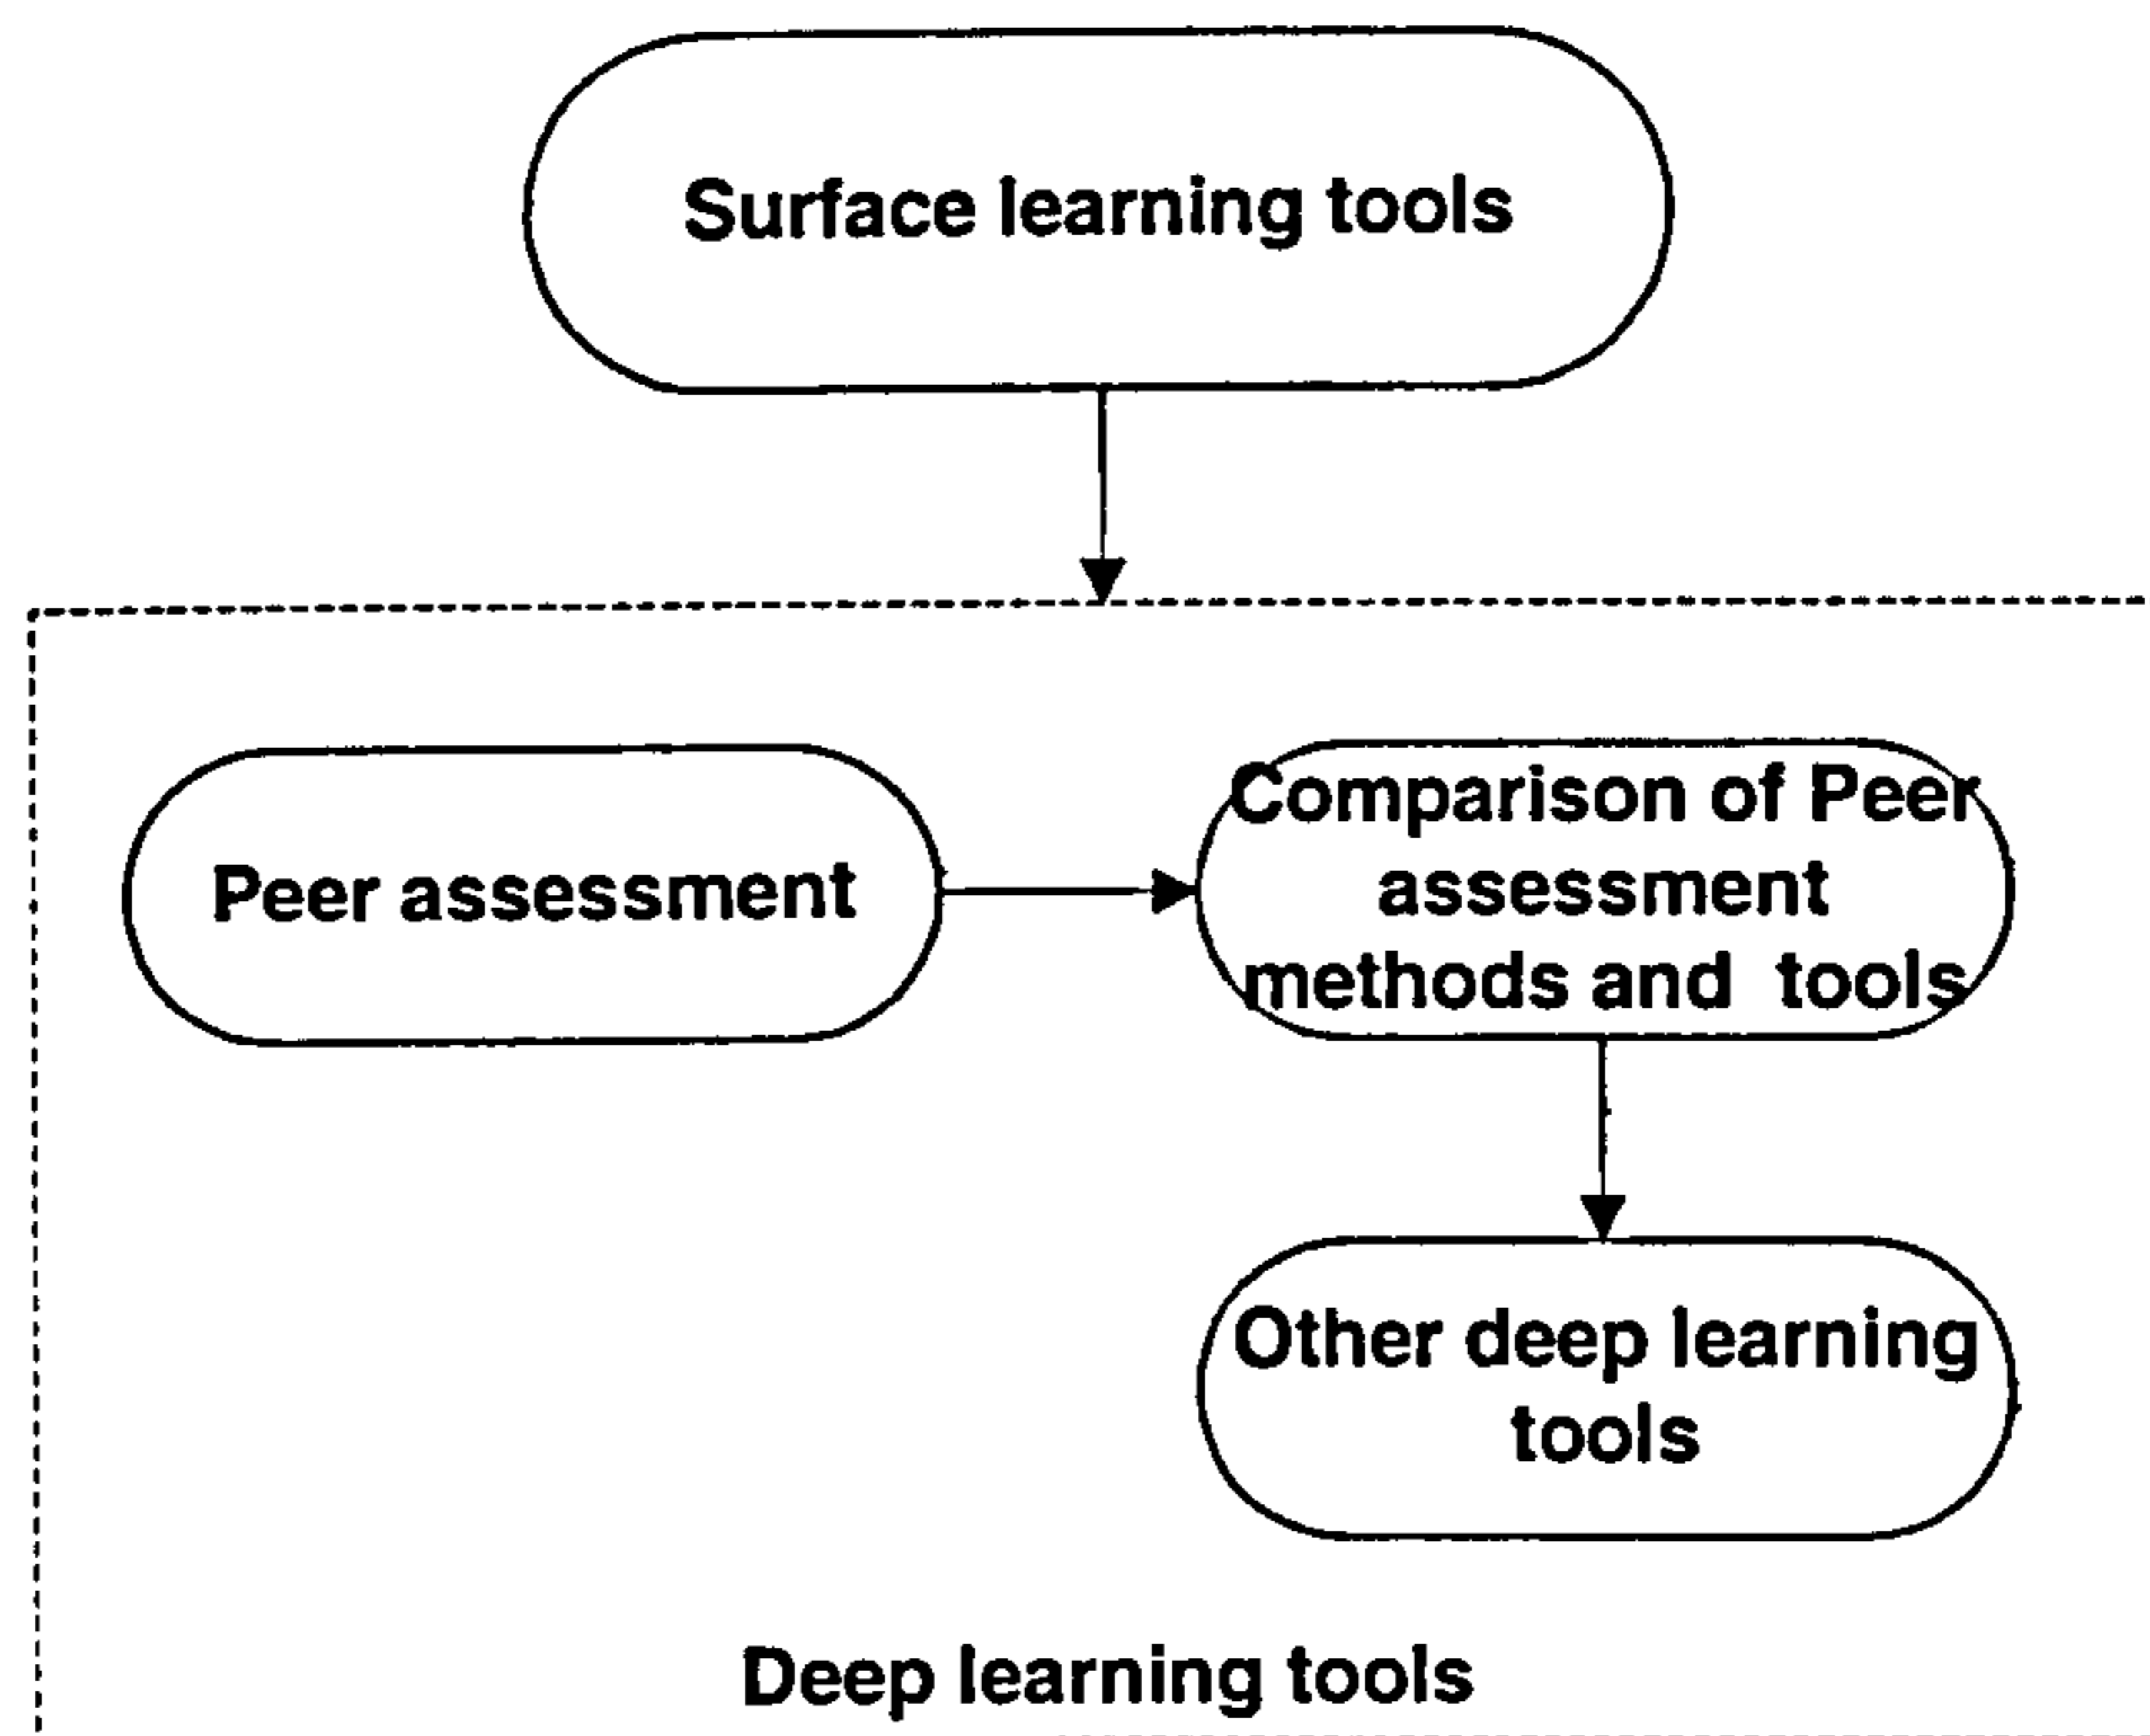 Surface learning tools
Peer assessment
Comparison of Peer
assessment
methods and tools
Other deep learning
tools
Deep learning tools